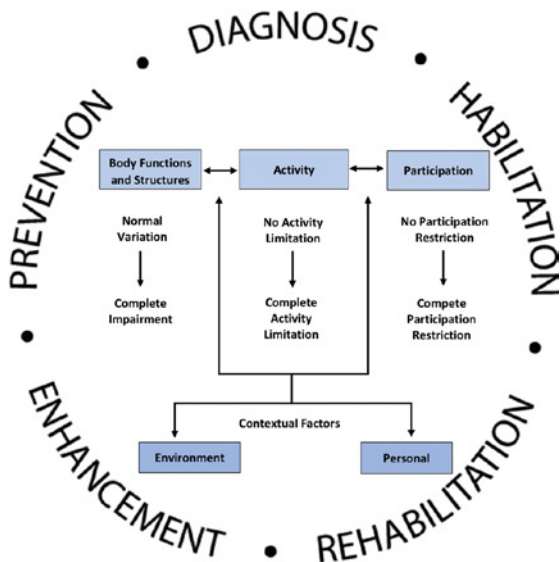 DIAGNOSIS
HABILITATION
REHABILITATION
ENHANCEMENT
PREVENTION
Body Functions
and Structures
Activity
Participation
Normal
Variation
No Activity
Limitation
No Participation
Restriction
Complete
Impairment
Complete
Activity
Limitation
Compete
Participation
Restriction
Contextual Factors
Environment
Personal